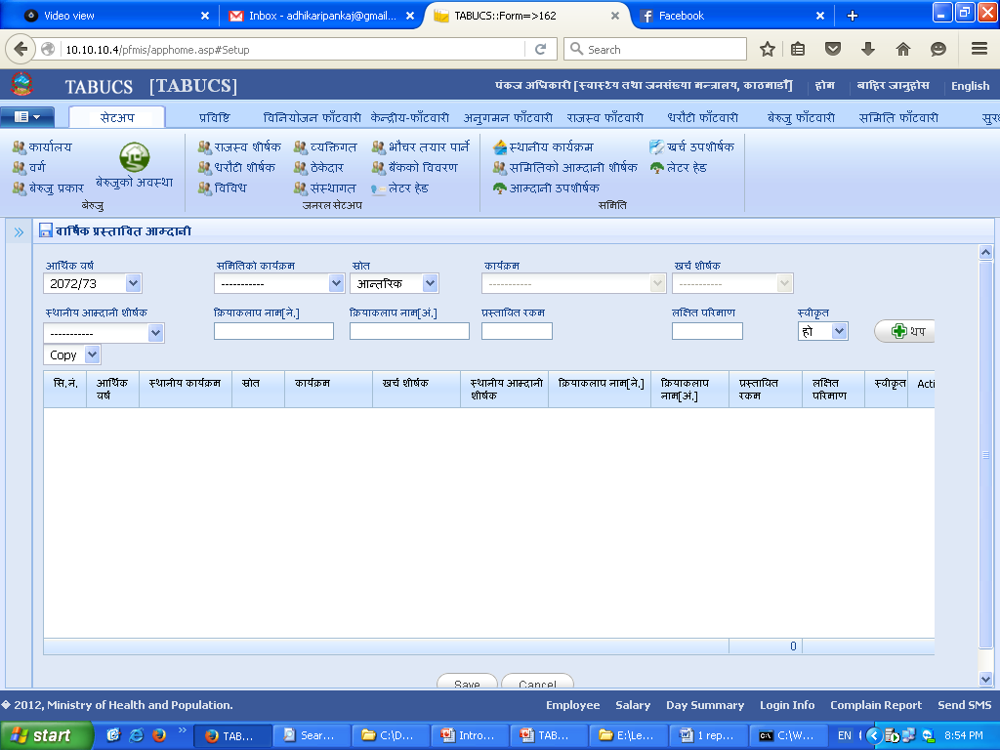 Video view
Inbox - adhikaripankaj@gmail...
TABUCS::Form=>162
Facebook
10.10.10.4/pfmis/apphome.asp#Setup
Search
TABUCS [TABUCS]
पंकज अधिकारी [स्वास्थ्य तथा जनसंख्या मन्त्रालय, काठमाडौँ]
होम
बाहिर जानुहोस
English
सेटअप
प्रविष्टि
विनियोजन फाँटवारी
केन्द्रीय-फाँटवारी
अनुगमन फाँटवारी
राजस्व फाँटवारी
धरौटी फाँटवारी
बेरुजु फाँटवारी
समिति फाँटवारी
कार्यालय
वर्ग
बेरुजु प्रकार
बेरुजुको अवस्था
बेरुजु
राजस्व शीर्षक
धरौटी शीर्षक
विविध
व्यक्तिगत
ठेकेदार
संस्थागत
भौचर तयार पार्ने
बैंकको विवरण
लेटर हेड
जनरल सेटअप
स्थानीय कार्यक्रम
समितिको आम्दानी शीर्षक
आम्दानी उपशीर्षक
खर्च उपशीर्षक
लेटर हेड
समिति
वार्षिक प्रस्तावित आम्दानी
आर्थिक वर्ष
समितिको कार्यक्रम
स्रोत
कार्यक्रम
खर्च शीर्षक
2072/73
-----------
आन्तरिक
-----------
-----------
स्थानीय आम्दानी शीर्षक
क्रियाकलाप नाम[ने.]
क्रियाकलाप नाम[अं.]
प्रस्तावित रकम
लक्षित परिमाण
स्वीकृत
-----------
हो
थप
Copy
सि.नं.
आर्थिक वर्ष
स्थानीय कार्यक्रम
स्रोत
कार्यक्रम
खर्च शीर्षक
स्थानीय आम्दानी शीर्षक
क्रियाकलाप नाम[ने.]
क्रियाकलाप नाम[अं.]
प्रस्तावित रकम
लक्षित परिमाण
स्वीकृत
Acti
0
Save
Cancel
� 2012, Ministry of Health and Population.
Employee
Salary
Day Summary
Login Info
Complain Report
Send SMS
start
TAB...
Sear...
C:\D...
Intro...
TAB...
E:\Le...
1 rep...
C:\W...
EN
8:54 PM